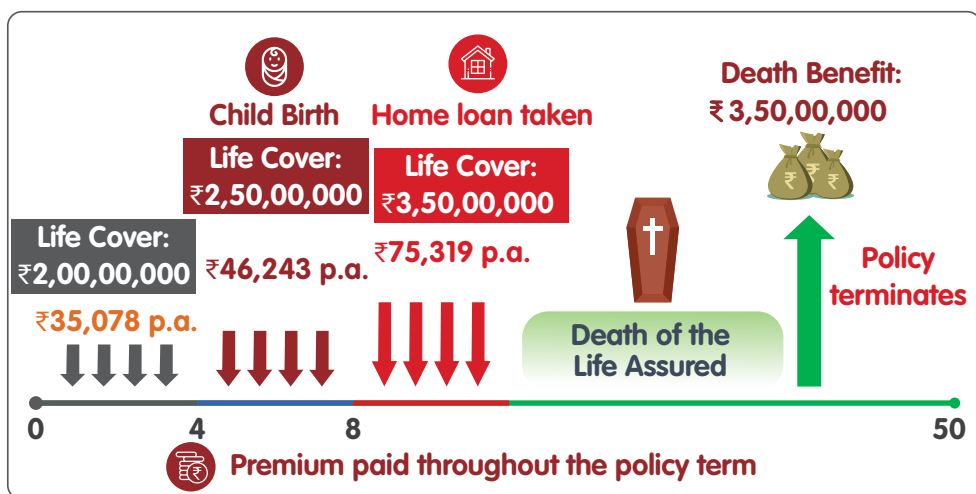 Child Birth
Life Cover:
₹2,50,00,000
₹46,243 p.a.
Home loan taken
Life Cover:
₹3,50,00,000
₹75,319 p.a.
Death Benefit:
₹3,50,00,000
₹ ₹ ₹
Life Cover:
₹2,00,00,000
₹35,078 p.a.
Death of the
Life Assured
Policy
terminates
0 4 8 50
₹
Premium paid throughout the policy term